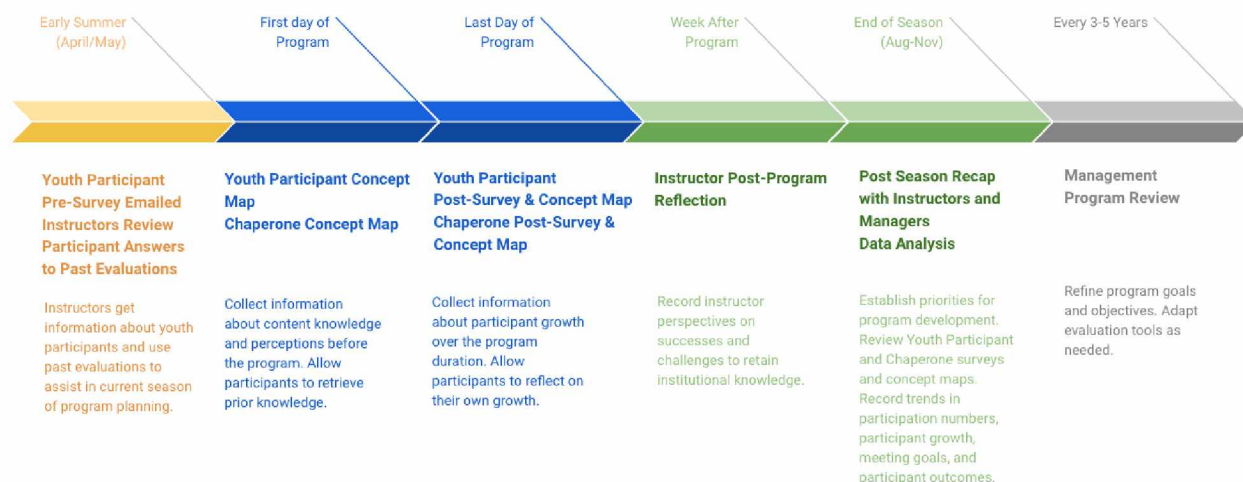 Early Summer
(April/May)
First day of
Program
Last Day of
Program
Week After
Program
End of Season
(Aug-Nov)
Every 3-5 Years
Youth Participant
Pre-Survey Emailed
Instructors Review
Participant Answers
to Past Evaluations
Youth Participant Concept
Map
Chaperone Concept Map
Youth Participant
Post-Survey & Concept Map
Chaperone Post-Survey &
Concept Map
Instructor Post-Program
Reflection
Post Season Recap
with Instructors and
Managers
Data Analysis
Management
Program Review
Instructors get
information about youth
participants and use
past evaluations to
assist in current season
of program planning.
Collect information
about content knowledge
and perceptions before
the program. Allow
participants to retrieve
prior knowledge.
Collect information
about participant growth
over the program
duration. Allow
participants to reflect on
their own growth.
Record instructor
perspectives on
successes and
challenges to retain
institutional knowledge.
Establish priorities for
program development.
Review Youth Participant
and Chaperone surveys
and concept maps.
Record trends in
participation numbers,
participant growth,
meeting goals, and
participant outcomes.
Refine program goals
and objectives. Adapt
evaluation tools as
needed.